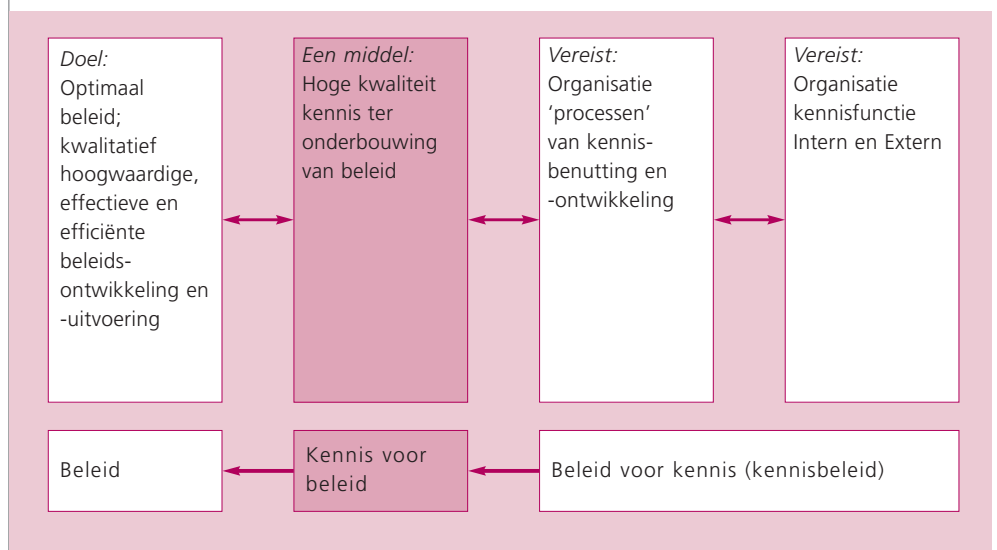 Doel:
Optimaal
beleid;
kwalitatief
hoogwaardige,
effectieve en
efficiënte
beleids-
ontwikkeling en
-uitvoering
Een middel:
Hoge kwaliteit
kennis ter
onderbouwing
van beleid
Vereist:
Organisatie
‘processen’
van kennis-
benutting en
-ontwikkeling
Vereist:
Organisatie
kennisfunctie
Intern en Extern
Beleid
Kennis voor
beleid
Beleid voor kennis (kennisbeleid)